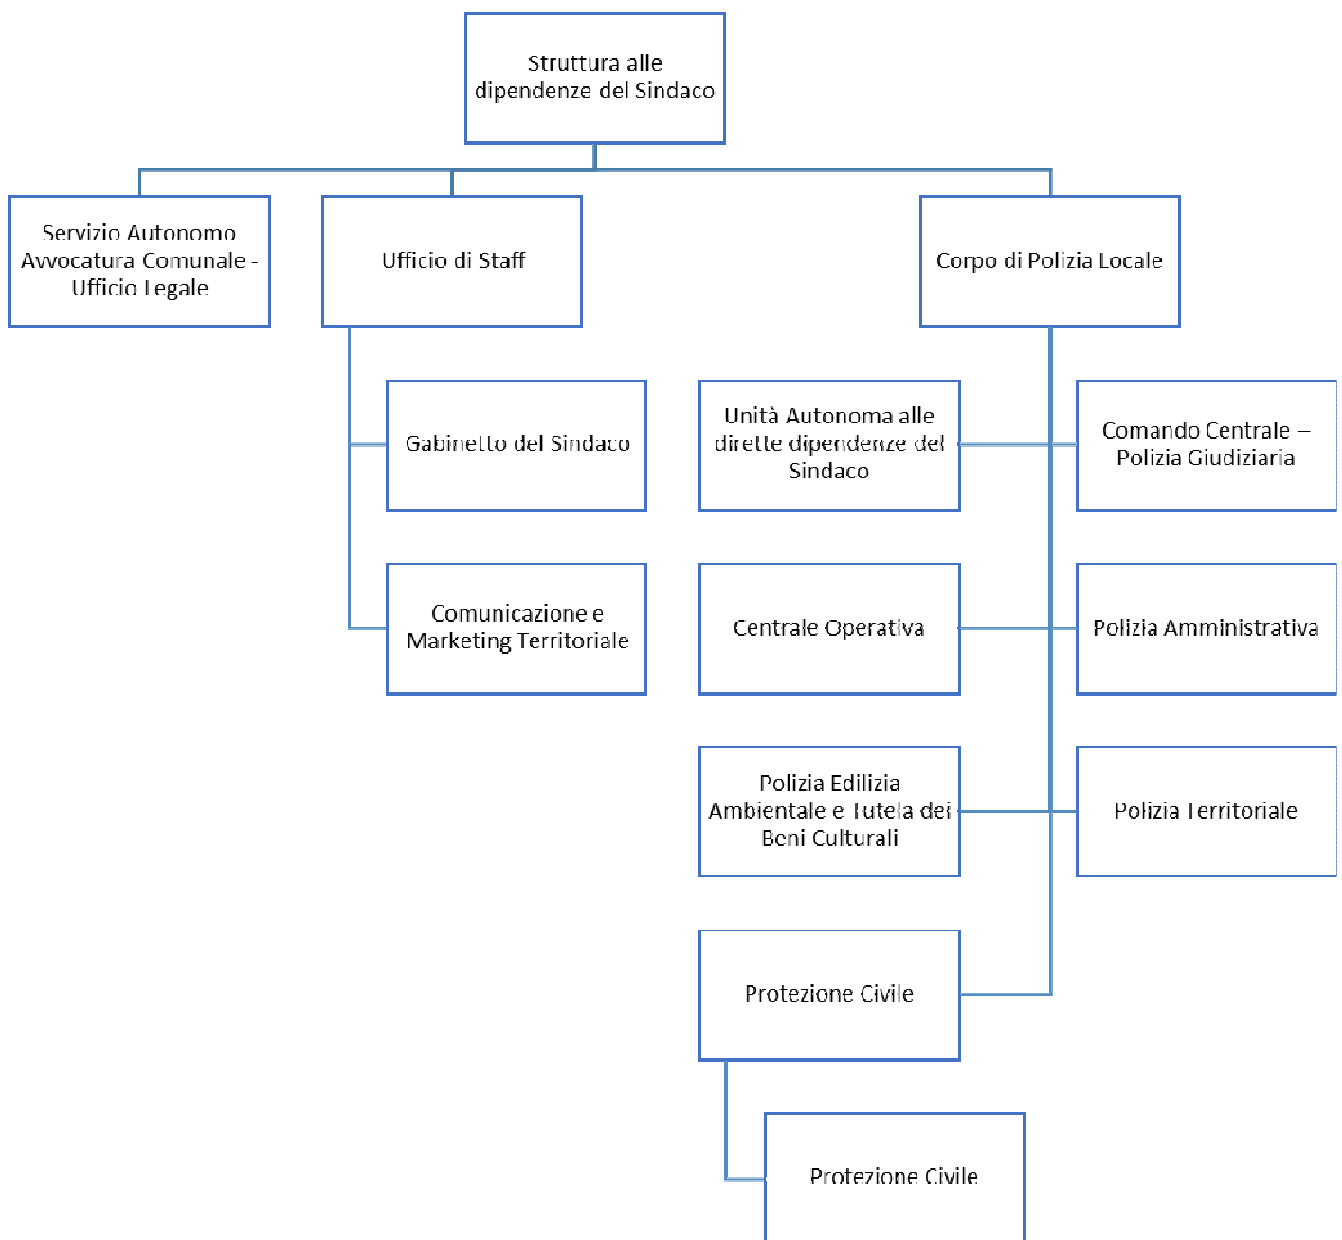 Struttura alle
dipendenze del Sindaco
Servizio Autonomo
Avvocatura Comunale -
Ufficio Legale
Ufficio di Staff
Corpo di Polizia Locale
Gabinetto del Sindaco
Unità Autonoma alle
dirette dipendenze del
Sindaco
Comando Centrale –
Polizia Giudiziaria
Comunicazione e
Marketing Territoriale
Centrale Operativa
Polizia Amministrativa
Polizia Edilizia
Ambientale e Tutela dei
Beni Culturali
Polizia Territoriale
Protezione Civile
Protezione Civile